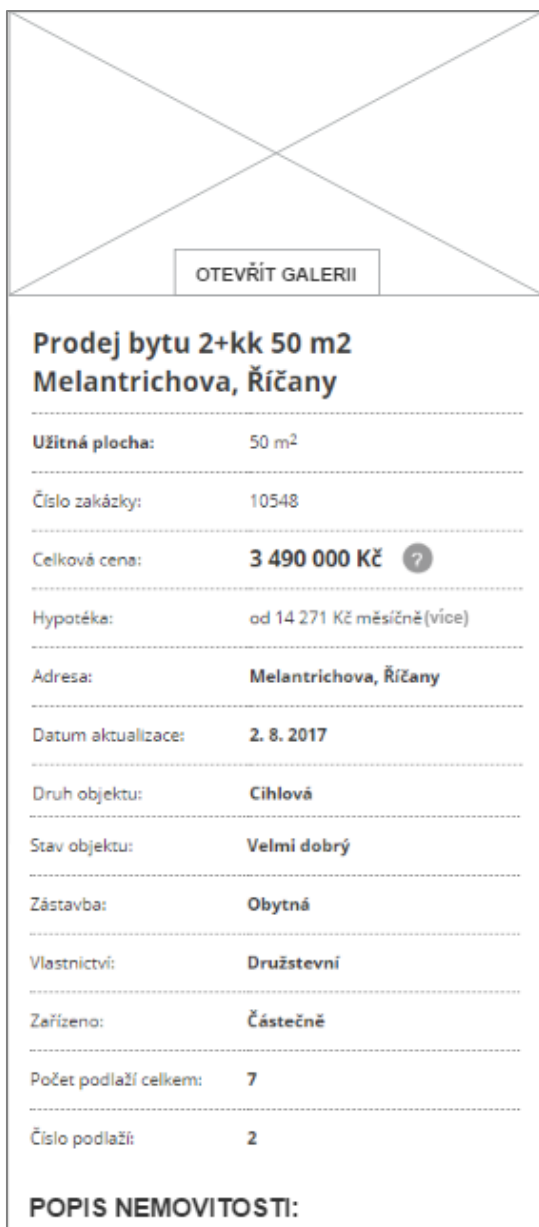 OTEVŘÍT GALERII
Prodej bytu 2+kk 50 m2
Melantrichova, Říčany
Užitná plocha: 50 m²
Číslo zakázky: 10548
Celková cena: 3 490 000 Kč ?
Hypotéka: od 14 271 Kč měsíčně(více)
Adresa: Melantrichova, Říčany
Datum aktualizace: 2. 8. 2017
Druh objektu: Cihlová
Stav objektu: Velmi dobrý
Zástavba: Obytná
Vlastnictví: Družstevní
Zařízeno: Částečně
Počet podlaží celkem: 7
Číslo podlaží: 2
POPIS NEMOVITOSTI: